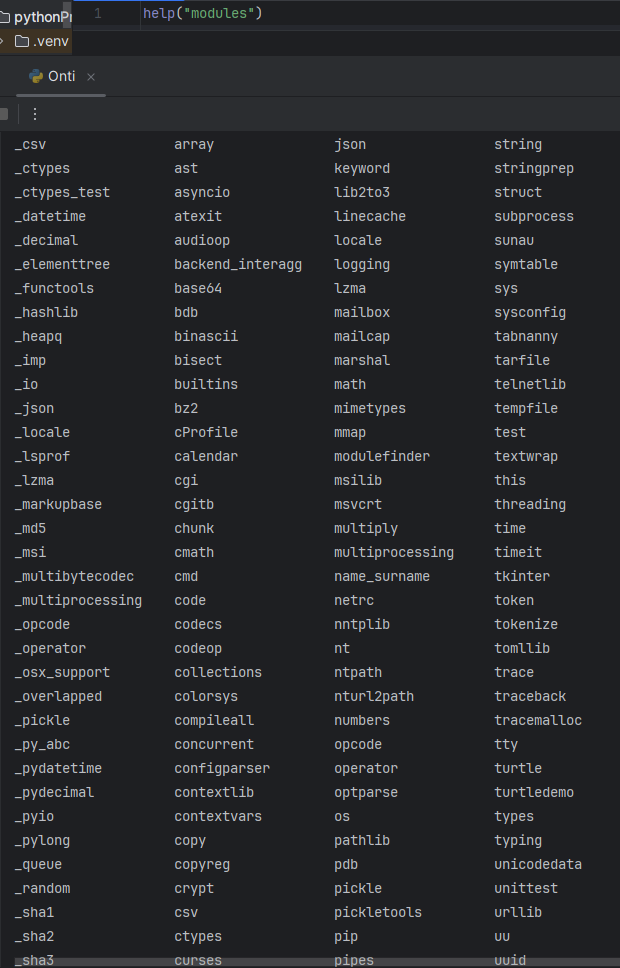 pythonPr 1 help("modules")
.venv
Onti ×
_csv array json string
_ctypes ast keyword stringprep
_ctypes_test asyncio lib2to3 struct
_datetime atexit linecache subprocess
_decimal audioop locale sunau
_elementtree backend_interagg logging symtable
_functools base64 lzma sys
_hashlib bdb mailbox sysconfig
_heapq binascii mailcap tabnanny
_imp bisect marshal tarfile
_io builtins math telnetlib
_json bz2 mimetypes tempfile
_locale cProfile mmap test
_lsprof calendar modulefinder textwrap
_lzma cgi msilib this
_markupbase cgitb msvcrt threading
_md5 chunk multiply time
_msi cmath multiprocessing timeit
_multibytecodec cmd name_surname tkinter
_multiprocessing code netrc token
_opcode codecs nntplib tokenize
_operator codeop nt tomllib
_osx_support collections ntpath trace
_overlapped colorsys nturl2path traceback
_pickle compileall numbers tracemalloc
_py_abc concurrent opcode tty
_pydatetime configparser operator turtle
_pydecimal contextlib optparse turtledemo
_pyio contextvars os types
_pylong copy pathlib typing
_queue copyreg pdb unicodedata
_random crypt pickle unittest
_sha1 csv pickletools urllib
_sha2 ctypes pip uu
_sha3 curses pipes uuid